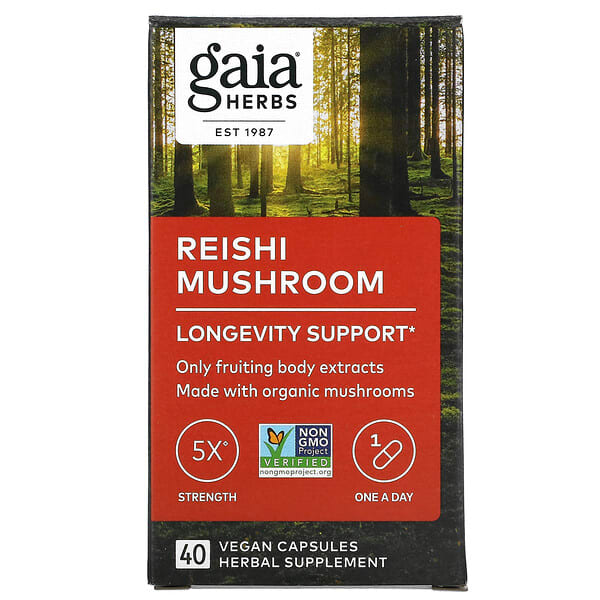 gaia®
HERBS
EST 1987
REISHI
MUSHROOM
LONGEVITY SUPPORT*
Only fruiting body extracts
Made with organic mushrooms
5X◊
STRENGTH
NON
GMO
Project
VERIFIED
nongmoproject.org
1
ONE A DAY
40 VEGAN CAPSULES
HERBAL SUPPLEMENT